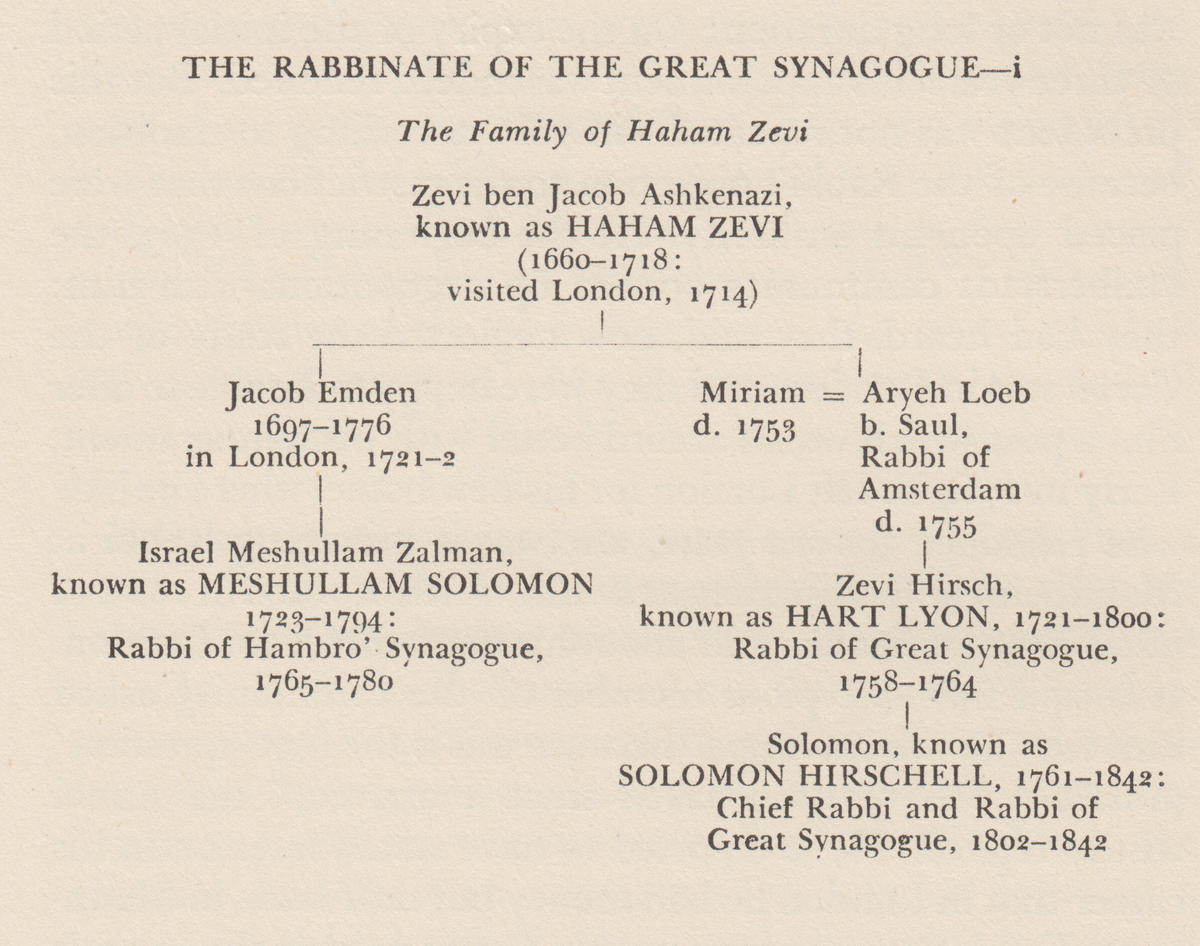 THE RABBINATE OF THE GREAT SYNAGOGUE—i
The Family of Haham Zevi
Zevi ben Jacob Ashkenazi,
known as HAHAM ZEVI
(1660–1718:
visited London, 1714)
Jacob Emden
1697–1776
in London, 1721–2
Israel Meshullam Zalman,
known as MESHULLAM SOLOMON
1723–1794:
Rabbi of Hambro' Synagogue,
1765–1780
Miriam = Aryeh Loeb
d. 1753 b. Saul,
Rabbi of
Amsterdam
d. 1755
Zevi Hirsch,
known as HART LYON, 1721–1800:
Rabbi of Great Synagogue,
1758–1764
Solomon, known as
SOLOMON HIRSCHELL, 1761–1842:
Chief Rabbi and Rabbi of
Great Synagogue, 1802–1842